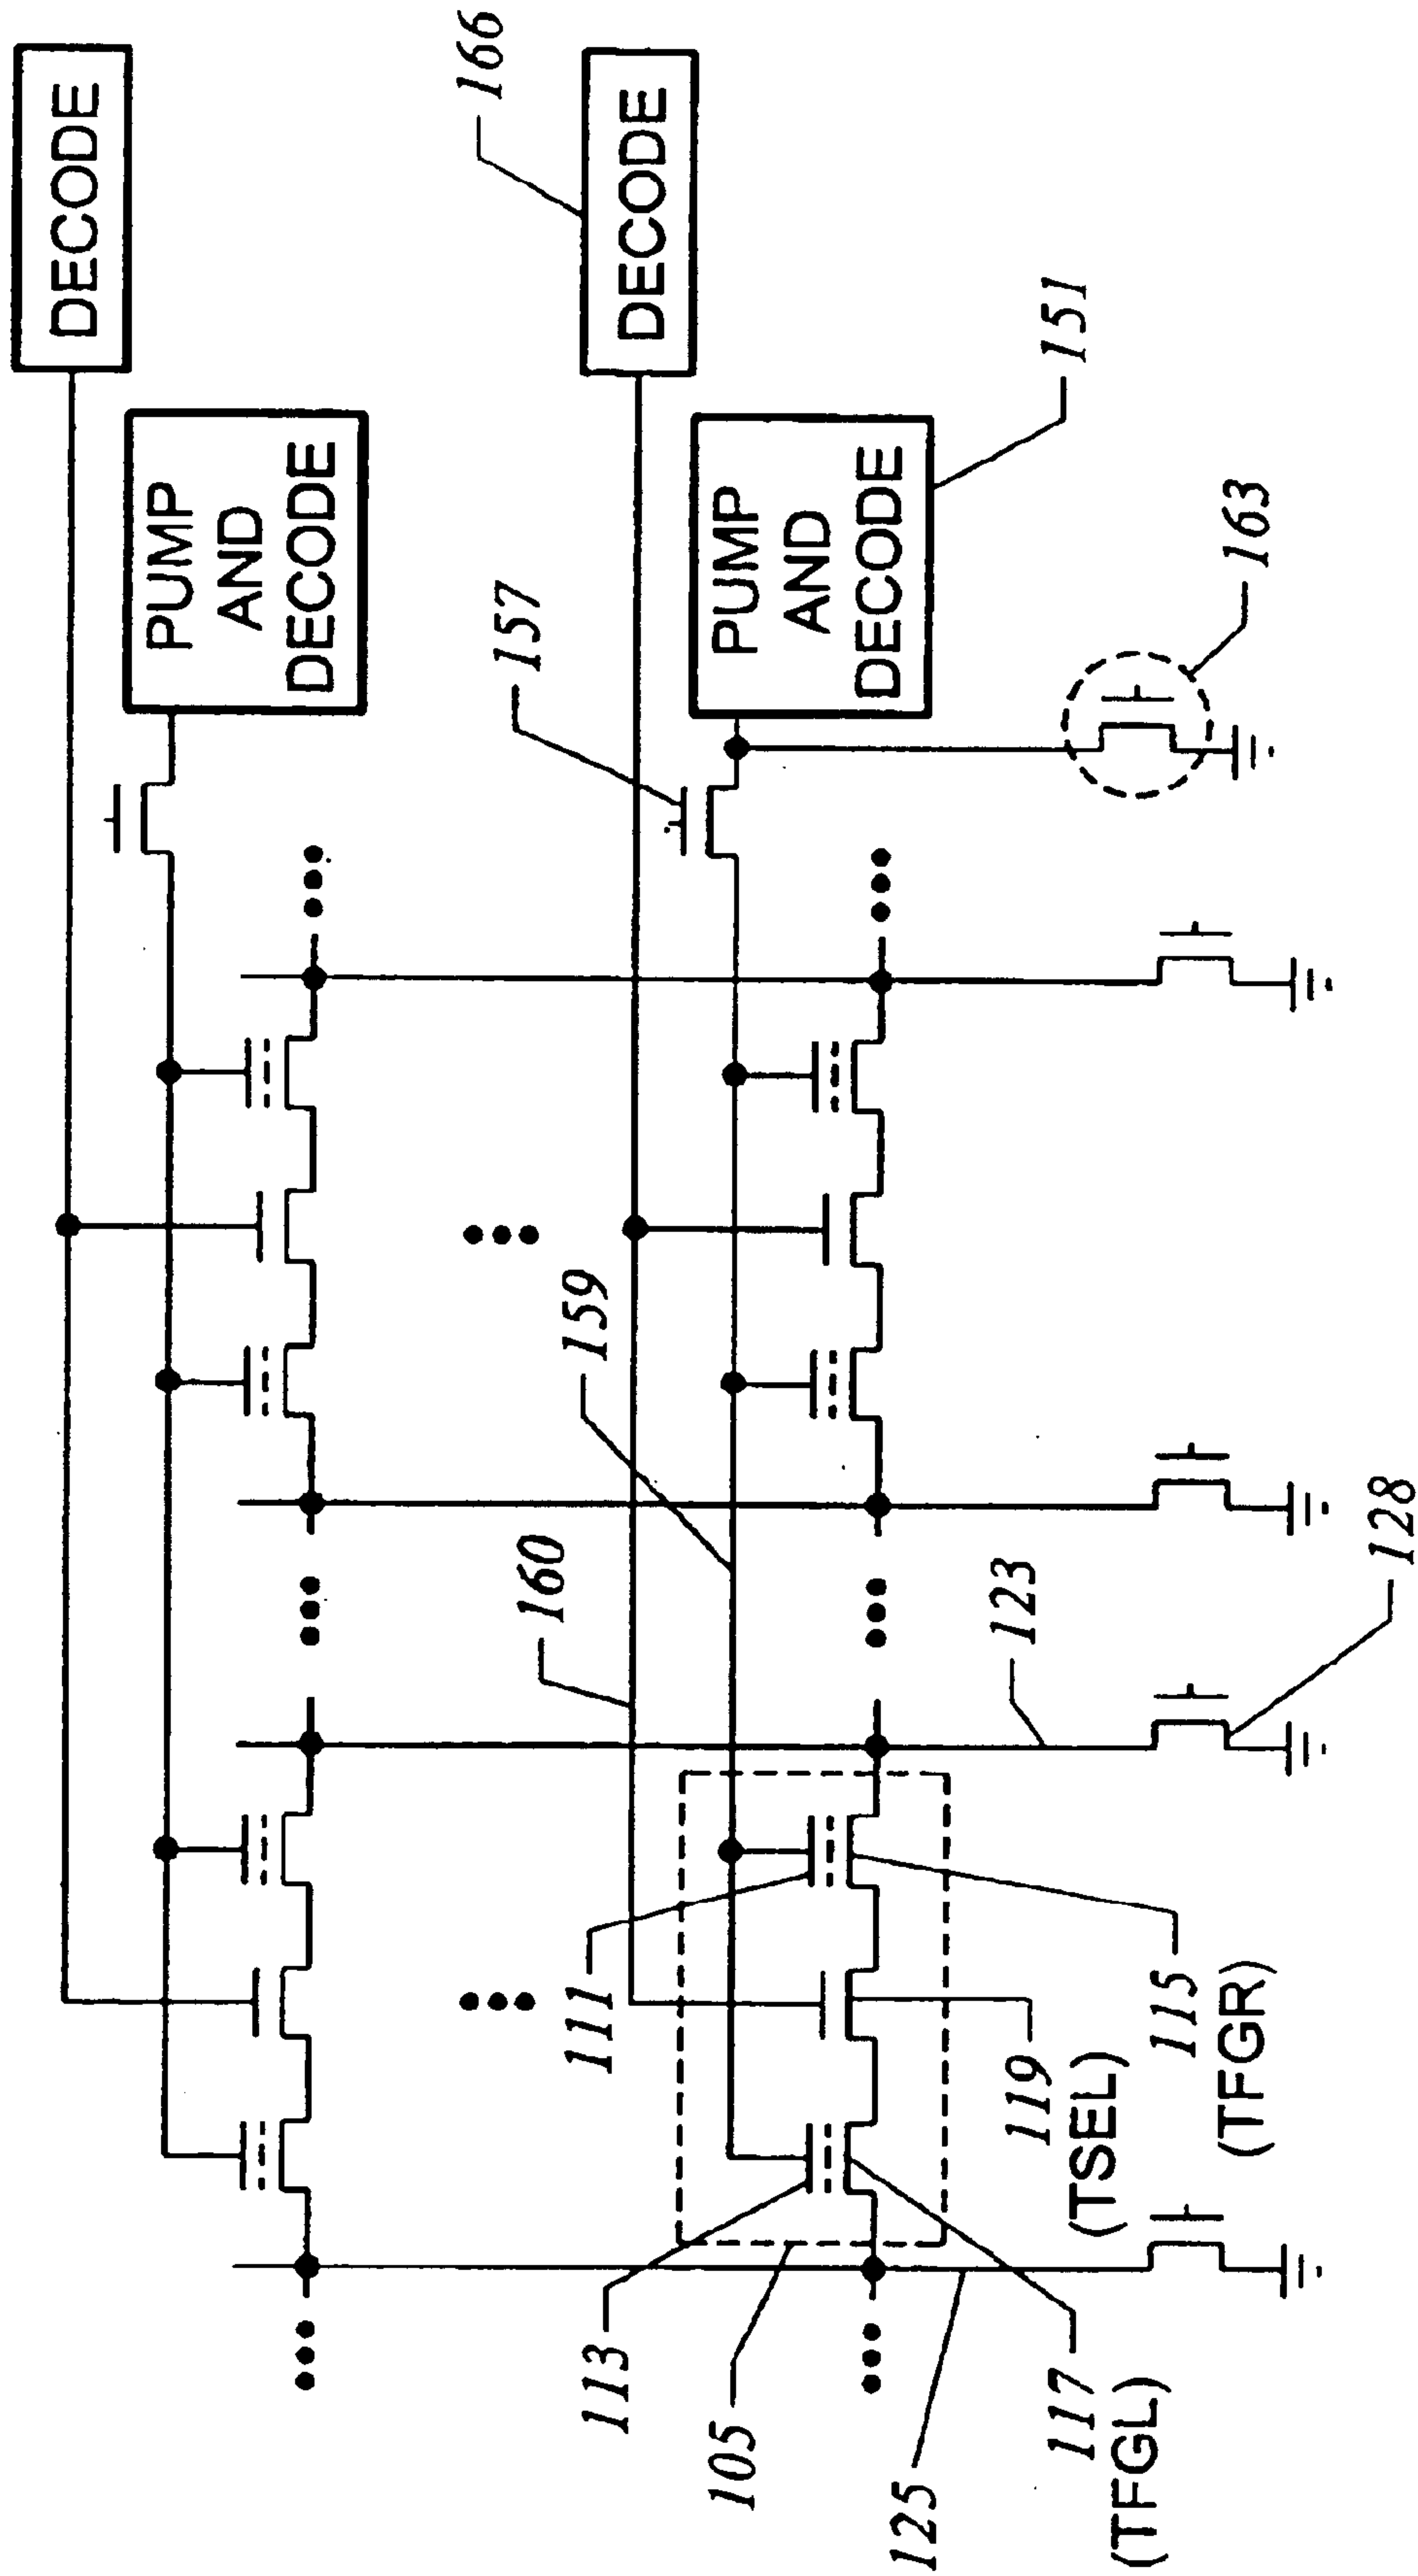 DECODE
PUMP
AND
DECODE
166
DECODE
157
PUMP
AND
DECODE
151
163
159
160
123
128
111
113
105
125
119
(TSEL)
115
(TFGR)
117
(TFGL)